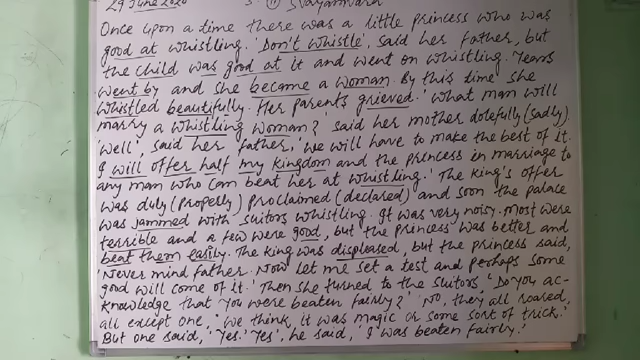 29 June 2020 5. (ii) Svayamvara
Once upon a time there was a little princess who was
good at whistling. 'Don't whistle', said her father, but
the child was good at it and went on whistling. Years
went by and she became a woman. By this time she
whistled beautifully. Her parents grieved. 'What man will
marry a whistling woman? said her mother dolefully (sadly).
'Well', said her father, 'we will have to make the best of it.
I will offer half my kingdom and the princess in marriage to
any man who can beat her at whistling.' The king's offer
was duly (properly) proclaimed (declared) and soon the palace
was jammed with suitors whistling. It was very noisy. Most were
terrible and a few were good, but the princess was better and
beat them easily. The king was displeased, but the princess said,
'Never mind father. Now let me set a test and perhaps some
good will come of it.' Then she turned to the suitors, 'Do you ac-
knowledge that you were beaten fairly?' 'No, they all roared,
all except one, 'we think, it was magic or some sort of trick.'
But one said, 'Yes.' 'Yes', he said, 'I was beaten fairly.'